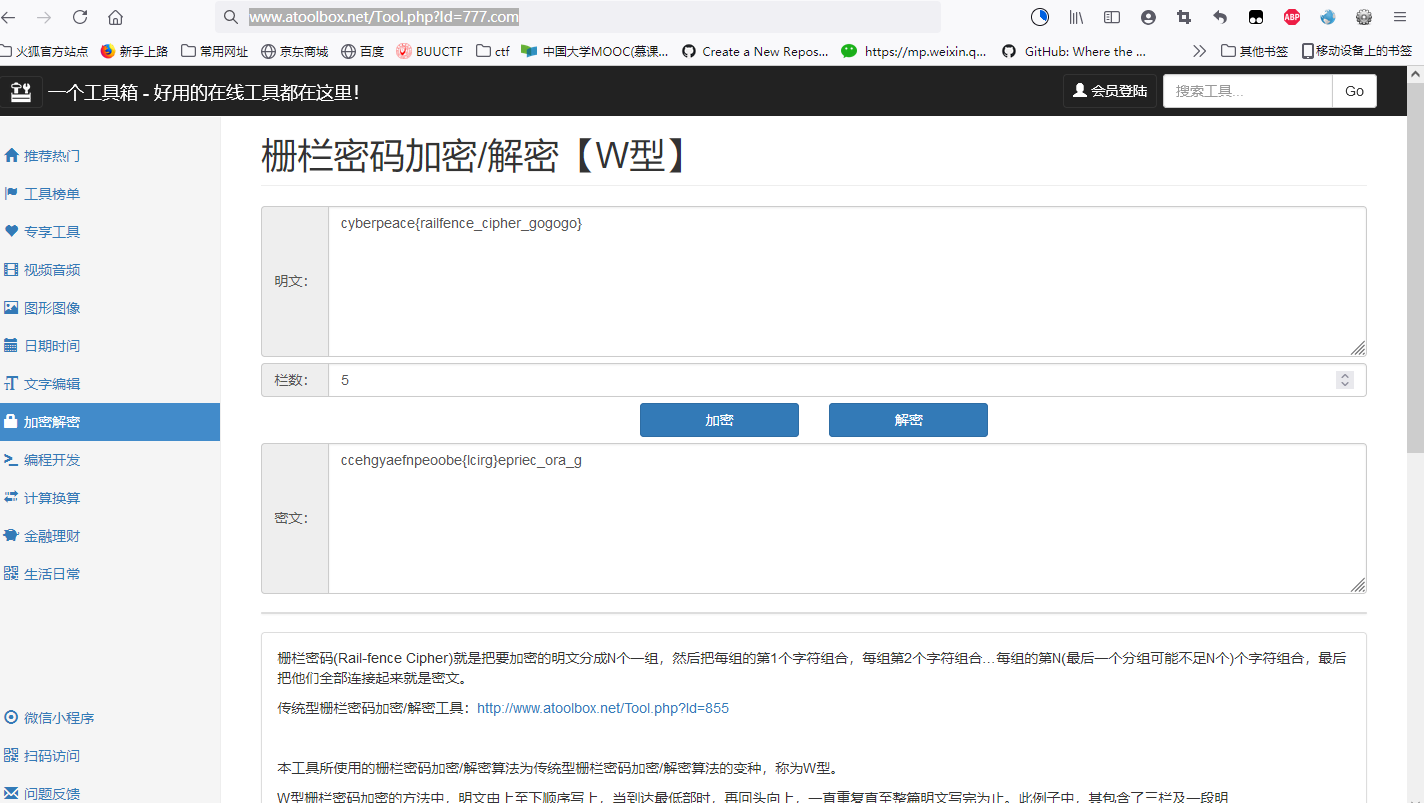 www.atoolbox.net/Tool.php?Id=777.com
ABP
火狐官方站点 新手上路 常用网址 京东商城 百度 BUUCTF ctf 中国大学MOOC(慕课... Create a New Repos... https://mp.weixin.q... GitHub: Where the ... 其他书签 移动设备上的书签
一个工具箱 - 好用的在线工具都在这里!
会员登陆
搜索工具...
Go
推荐热门
工具榜单
专享工具
视频音频
图形图像
日期时间
文字编辑
加密解密
编程开发
计算换算
金融理财
生活日常
微信小程序
扫码访问
问题反馈
栅栏密码加密/解密【W型】
明文:
cyberpeace{railfence_cipher_gogogo}
栏数:
5
加密 解密
密文:
ccehgyaefnpeoobe{lcirg}epriec_ora_g
栅栏密码(Rail-fence Cipher)就是把要加密的明文分成N个一组，然后把每组的第1个字符组合，每组第2个字符组合...每组的第N(最后一个分组可能不足N个)个字符组合，最后
把他们全部连接起来就是密文。
传统型栅栏密码加密/解密工具：http://www.atoolbox.net/Tool.php?Id=855
本工具所使用的栅栏密码加密/解密算法为传统型栅栏密码加密/解密算法的变种，称为W型。
W型栅栏密码加密的方法中，明文由上至下顺序写上，当到达最低部时，再回头向上，一直重复直至整篇明文写完为止。此例子中，其包含了三栏及一段明